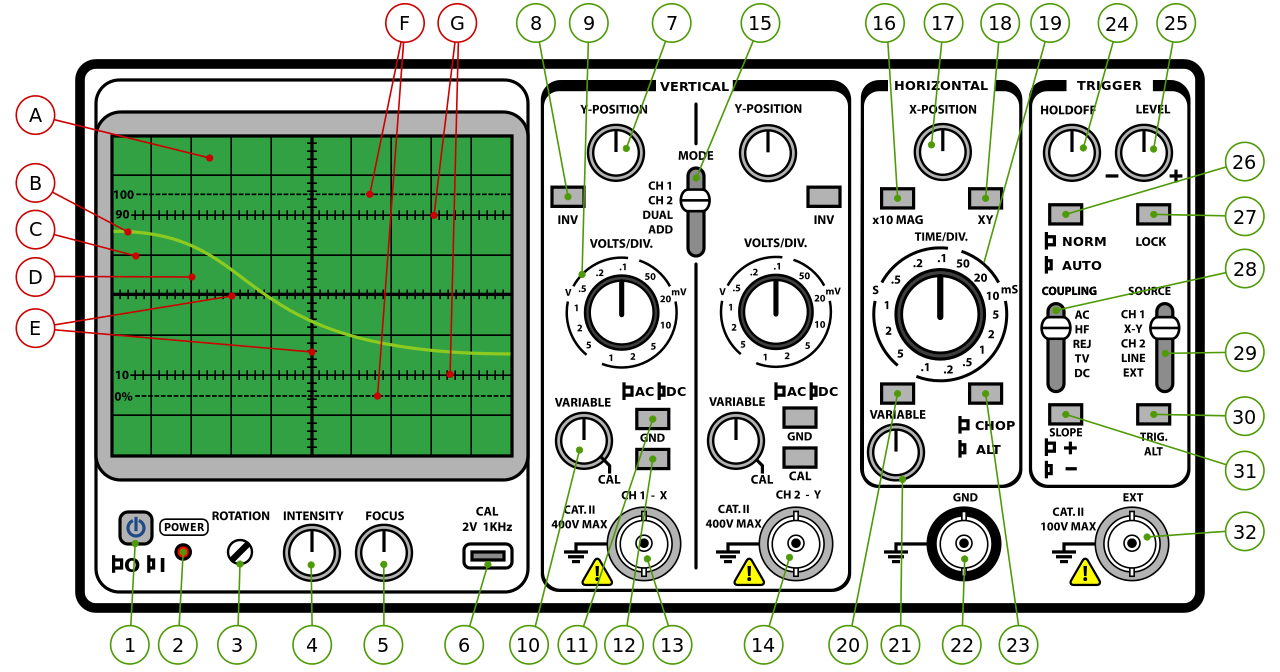 F G 8 9 7 15 16 17 18 19 24 25
A
B
C
D
E
100
90
10
0%
POWER
ROTATION
INTENSITY
FOCUS
CAL
2V 1KHz
O I
VERTICAL
Y-POSITION
Y-POSITION
MODE
CH 1
CH 2
DUAL
ADD
INV
INV
VOLTS/DIV.
V .5 .2 .1 50 20 mV 10 5 1 2 5
VOLTS/DIV.
V .5 .2 .1 50 20 mV 10 5 1 2 5
AC DC
GND
VARIABLE
CAL
AC DC
GND
CAL
VARIABLE
CAL
CH 1 - X
CAT. II
400V MAX
!
CH 2 - Y
CAT. II
400V MAX
!
HORIZONTAL
X-POSITION
x10 MAG
XY
TIME/DIV.
S .5 .2 .1 50 20 10 mS 5 2 1 .5 .2 .1 5 2 1
VARIABLE
CHOP
ALT
GND
TRIGGER
HOLDOFF
LEVEL
− +
NORM
AUTO
LOCK
COUPLING
AC
HF
REJ
TV
DC
SOURCE
CH 1
X-Y
CH 2
LINE
EXT
SLOPE
+
−
TRIG.
ALT
EXT
CAT. II
100V MAX
!
26
27
28
29
30
31
32
1 2 3 4 5 6 10 11 12 13 14 20 21 22 23